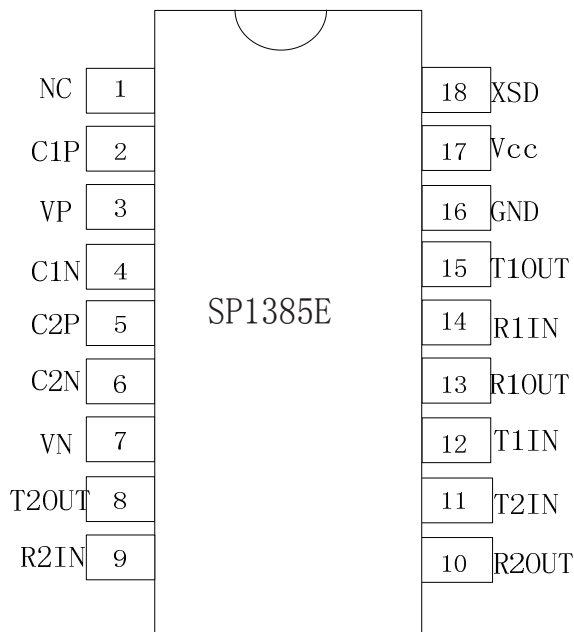 NC 1 18 XSD
C1P 2 17 Vcc
VP 3 16 GND
C1N 4 15 T1OUT
C2P 5 SP1385E 14 R1IN
C2N 6 13 R1OUT
VN 7 12 T1IN
T2OUT 8 11 T2IN
R2IN 9 10 R2OUT